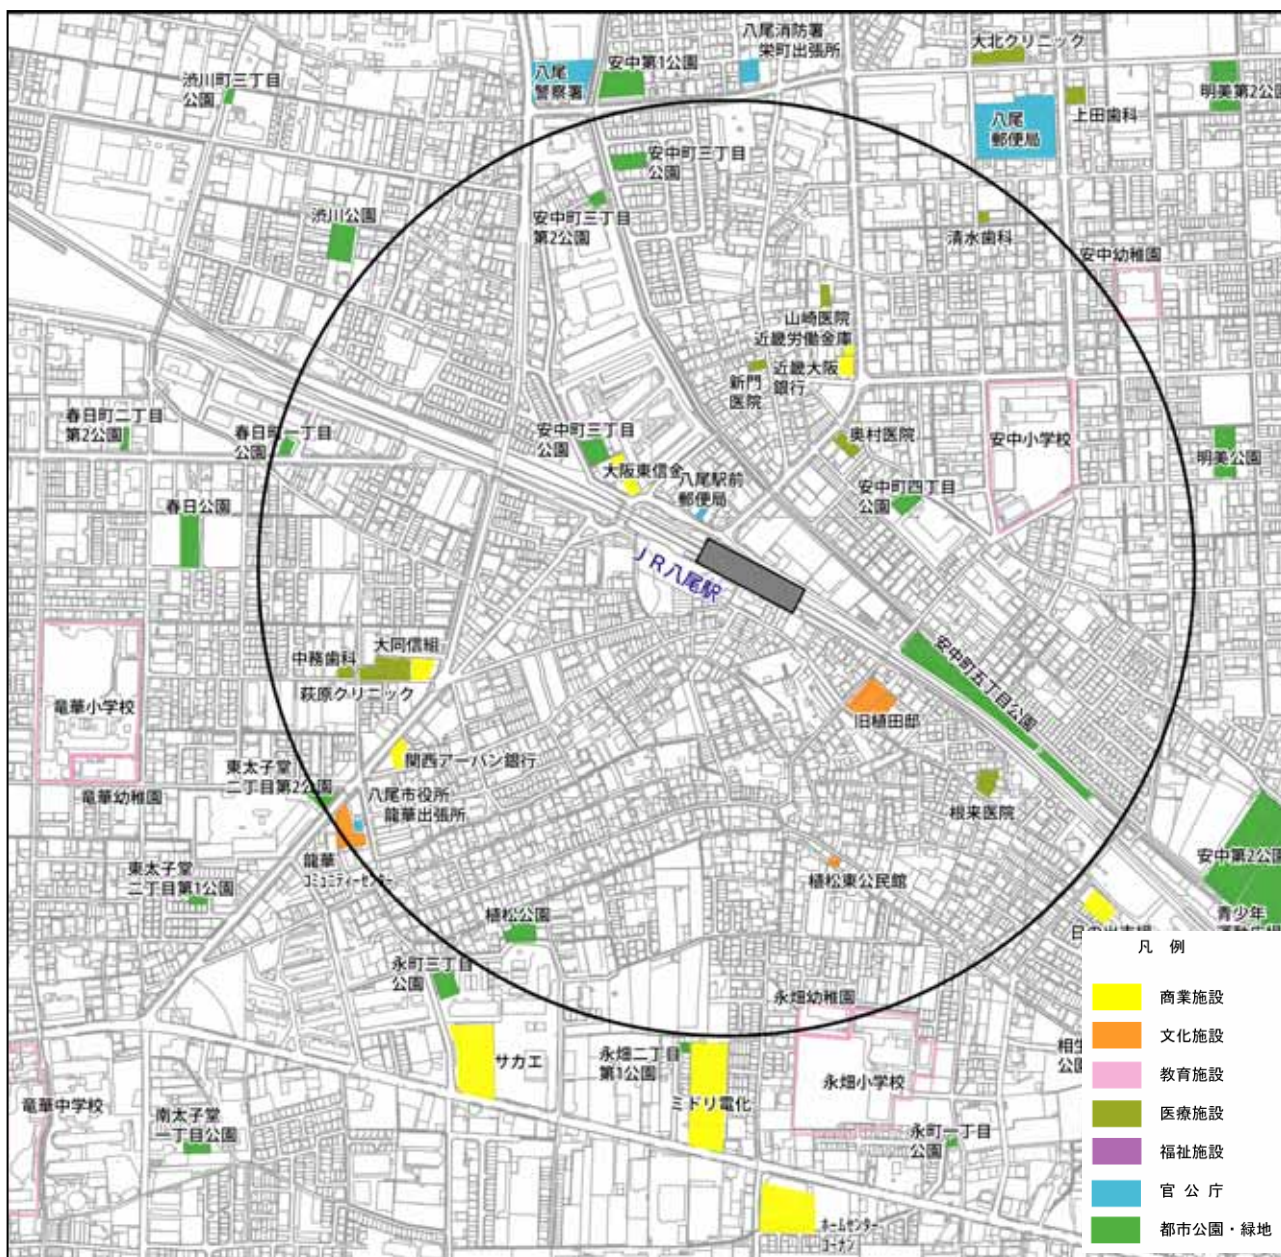 八尾消防署
栄町出張所
大北クリニック
渋川町三丁目
公園
八尾
警察署
安中第1公園
明美第2公園
上田歯科
八尾
郵便局
安中町三丁目
公園
渋川公園
安中町三丁目
第2公園
清水歯科
安中幼稚園
山崎医院
近畿労働金庫
近畿大阪
銀行
新門
医院
春日町二丁目
第2公園
春日町一丁目
公園
安中町三丁目
公園
大阪東信金
奥村医院
安中小学校
明美公園
八尾駅前
郵便局
安中町四丁目
公園
春日公園
JR八尾駅
大同信組
中務歯科
萩原クリニック
安中町五丁目公園
竜華小学校
旧植田邸
関西アーバン銀行
東太子堂
二丁目第2公園
竜華幼稚園
八尾市役所
龍華出張所
根来医院
龍華
コミュニティーセンター
東太子堂
二丁目第1公園
植松東公民館
安中第2公園
植松公園
青少年
永町三丁目
公園
永畑幼稚園
サカエ
永畑二丁目
第1公園
永畑小学校
ミドリ電化
竜華中学校
南太子堂
一丁目公園
永町一丁目
公園
ホームセンター
コーナン
凡 例
商業施設
文化施設
教育施設
医療施設
福祉施設
官 公 庁
都市公園・緑地